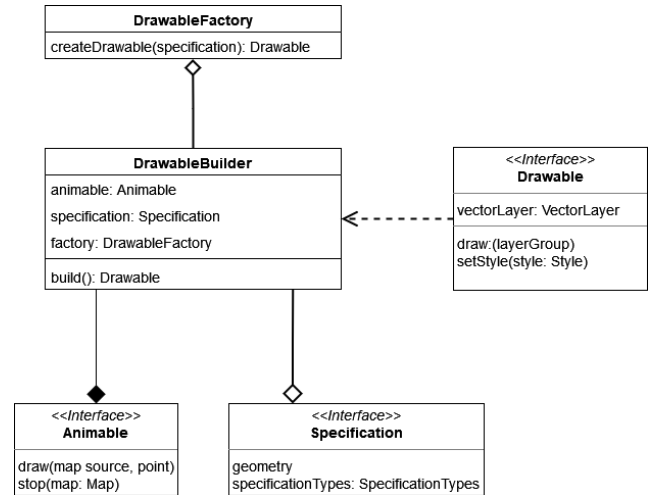 DrawableFactory
createDrawable(specification): Drawable
DrawableBuilder
animable: Animable
specification: Specification
factory: DrawableFactory
build(): Drawable
<<Interface>>
Drawable
vectorLayer: VectorLayer
draw:(layerGroup)
setStyle(style: Style)
<<Interface>>
Animable
draw(map source, point)
stop(map: Map)
<<Interface>>
Specification
geometry
specificationTypes: SpecificationTypes